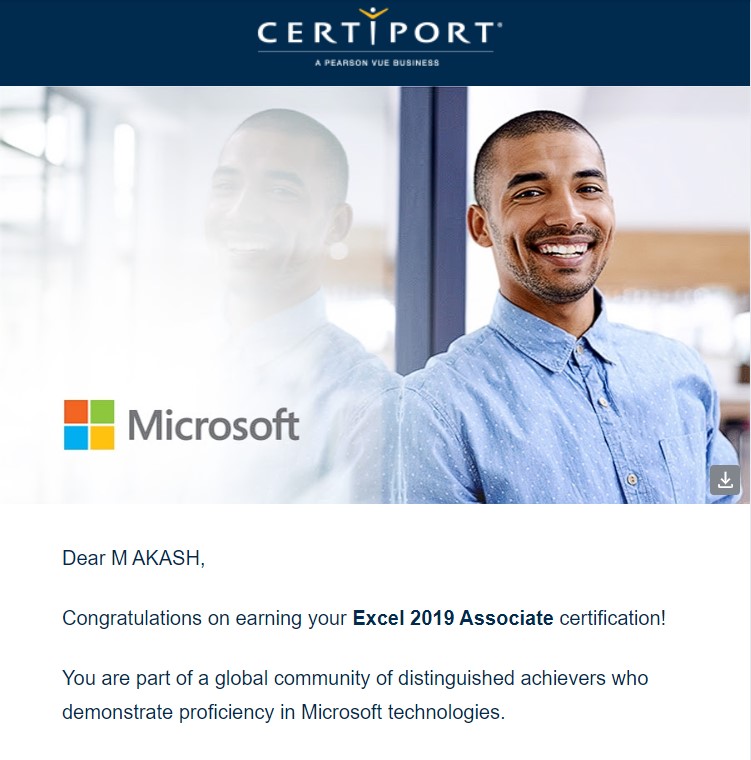 CERTIPORT®
A PEARSON VUE BUSINESS
Microsoft
Dear M AKASH,
Congratulations on earning your Excel 2019 Associate certification!
You are part of a global community of distinguished achievers who
demonstrate proficiency in Microsoft technologies.